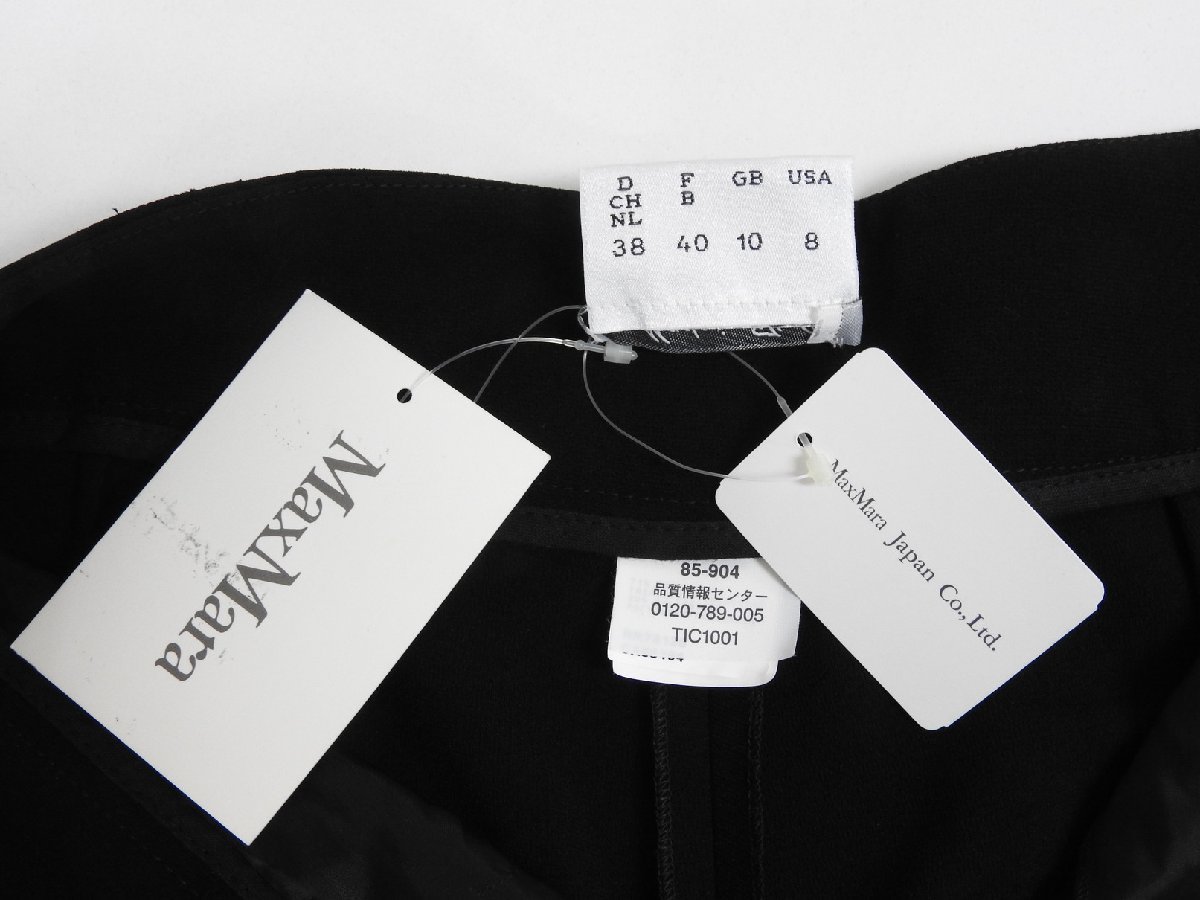 D F GB USA
CH B
NL
38 40 10 8
MaxMara
MaxMara Japan Co.,Ltd.
85-904
品質情報センター
0120-789-005
TIC1001